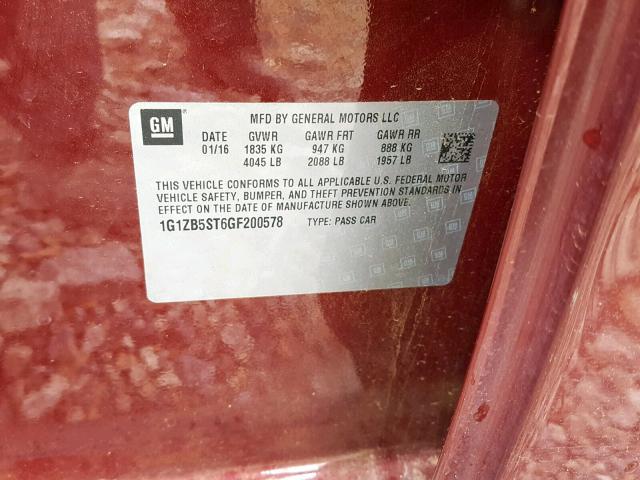 GM
MFD BY GENERAL MOTORS LLC
DATE GVWR GAWR FRT GAWR RR
01/16 1835 KG 947 KG 888 KG
4045 LB 2088 LB 1957 LB
THIS VEHICLE CONFORMS TO ALL APPLICABLE U.S. FEDERAL MOTOR
VEHICLE SAFETY, BUMPER, AND THEFT PREVENTION STANDARDS IN
EFFECT ON THE DATE OF MANUFACTURE SHOWN ABOVE.
1G1ZB5ST6GF200578 TYPE: PASS CAR